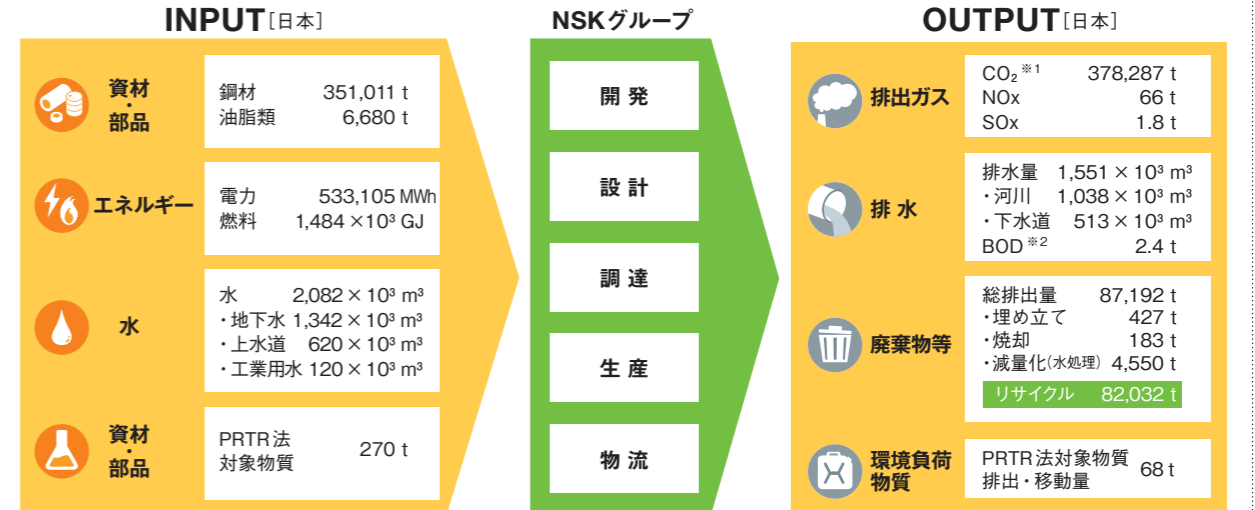 INPUT[日本]
資材・部品
鋼材 351,011 t
油脂類 6,680 t
エネルギー
電力 533,105 MWh
燃料 1,484 ×10³ GJ
水
水 2,082 × 10³ m³
・地下水 1,342 × 10³ m³
・上水道 620 × 10³ m³
・工業用水 120 × 10³ m³
資材・部品
PRTR法
対象物質 270 t
NSKグループ
開発
設計
調達
生産
物流
OUTPUT[日本]
排出ガス
CO₂※1 378,287 t
NOx 66 t
SOx 1.8 t
排水
排水量 1,551 × 10³ m³
・河川 1,038 × 10³ m³
・下水道 513 × 10³ m³
BOD※2 2.4 t
廃棄物等
総排出量 87,192 t
・埋め立て 427 t
・焼却 183 t
・減量化(水処理) 4,550 t
リサイクル 82,032 t
環境負荷
物質
PRTR法対象物質
排出・移動量 68 t